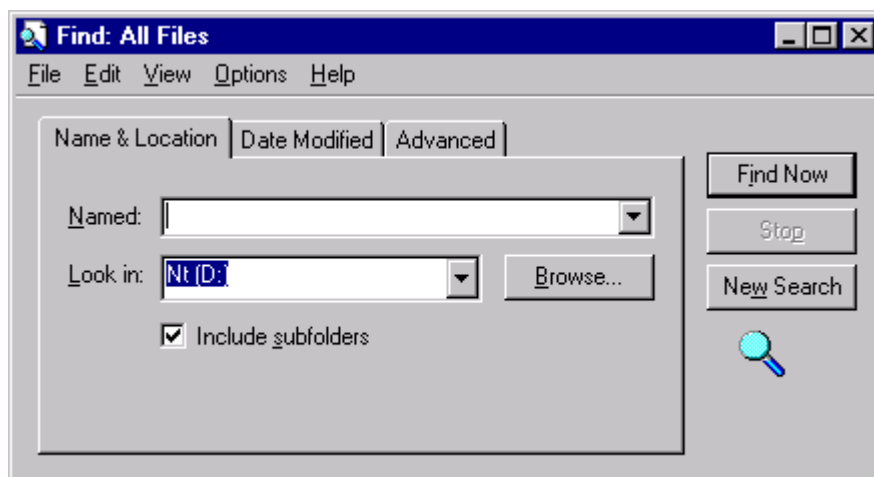 Find: All Files
File Edit View Options Help
Name & Location Date Modified Advanced
Named:
Look in: Nt (D:)
Browse...
Include subfolders
Find Now
Stop
New Search